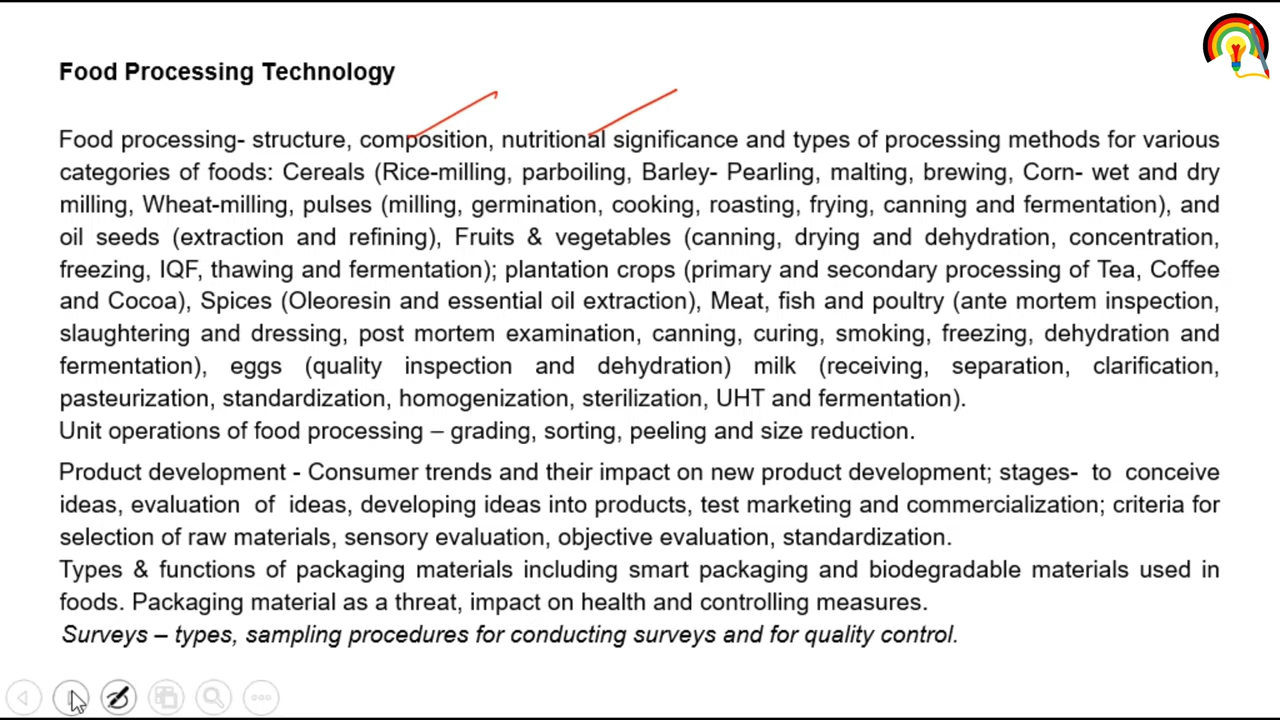 Food Processing Technology
Food processing- structure, composition, nutritional significance and types of processing methods for various
categories of foods: Cereals (Rice-milling, parboiling, Barley- Pearling, malting, brewing, Corn- wet and dry
milling, Wheat-milling, pulses (milling, germination, cooking, roasting, frying, canning and fermentation), and
oil seeds (extraction and refining), Fruits & vegetables (canning, drying and dehydration, concentration,
freezing, IQF, thawing and fermentation); plantation crops (primary and secondary processing of Tea, Coffee
and Cocoa), Spices (Oleoresin and essential oil extraction), Meat, fish and poultry (ante mortem inspection,
slaughtering and dressing, post mortem examination, canning, curing, smoking, freezing, dehydration and
fermentation), eggs (quality inspection and dehydration) milk (receiving, separation, clarification,
pasteurization, standardization, homogenization, sterilization, UHT and fermentation).
Unit operations of food processing – grading, sorting, peeling and size reduction.
Product development - Consumer trends and their impact on new product development; stages- to conceive
ideas, evaluation of ideas, developing ideas into products, test marketing and commercialization; criteria for
selection of raw materials, sensory evaluation, objective evaluation, standardization.
Types & functions of packaging materials including smart packaging and biodegradable materials used in
foods. Packaging material as a threat, impact on health and controlling measures.
Surveys – types, sampling procedures for conducting surveys and for quality control.